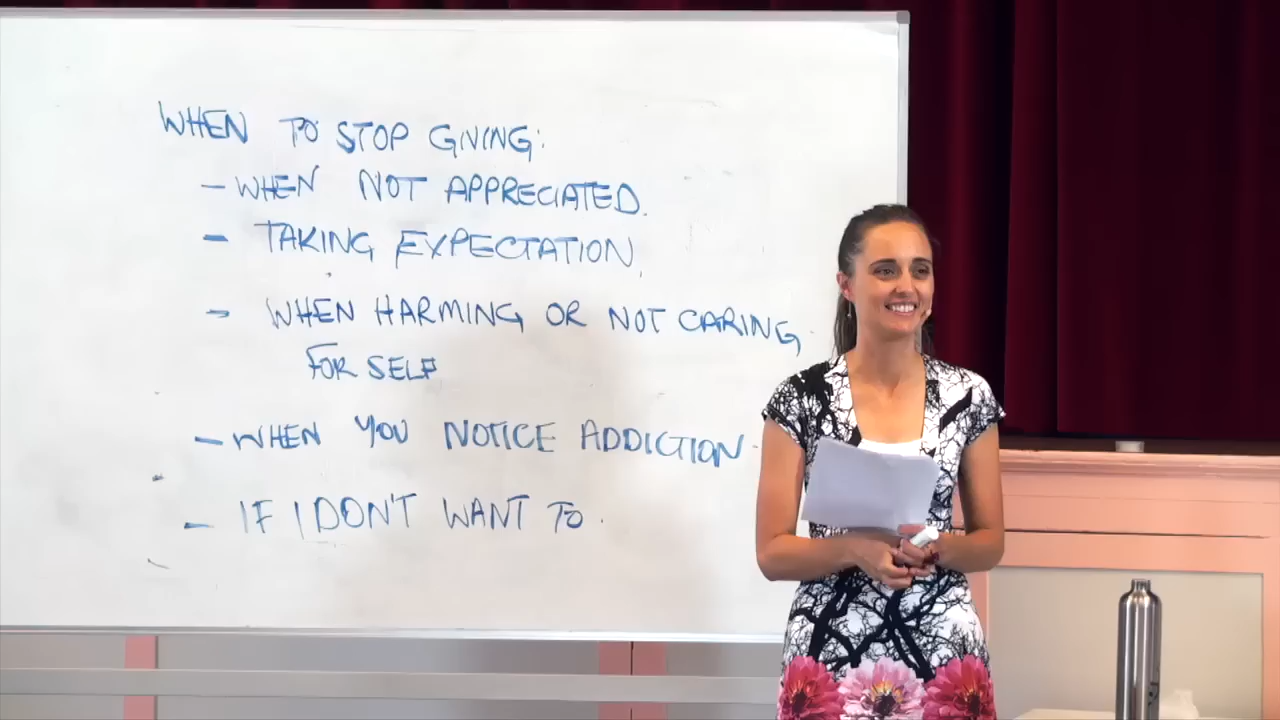 WHEN TO STOP GIVING:
- WHEN NOT APPRECIATED.
- TAKING EXPECTATION,
- WHEN HARMING OR NOT CARING
FOR SELF
- WHEN YOU NOTICE ADDICTION
- IF I DON'T WANT TO.